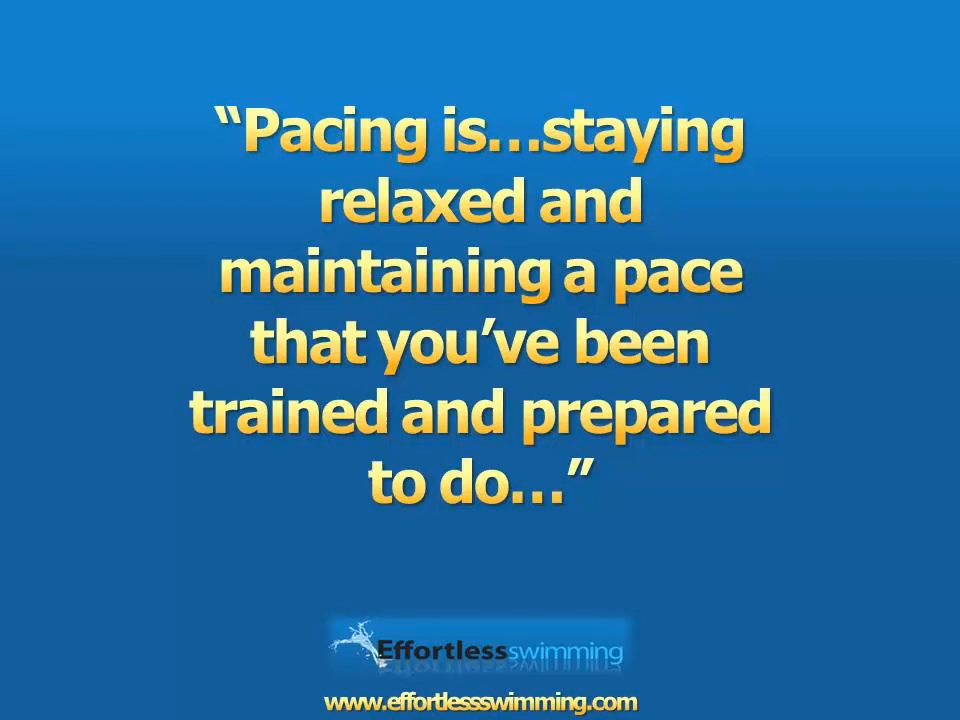 “Pacing is…staying
relaxed and
maintaining a pace
that you’ve been
trained and prepared
to do…”
Effortlessswimming
www.effortlessswimming.com